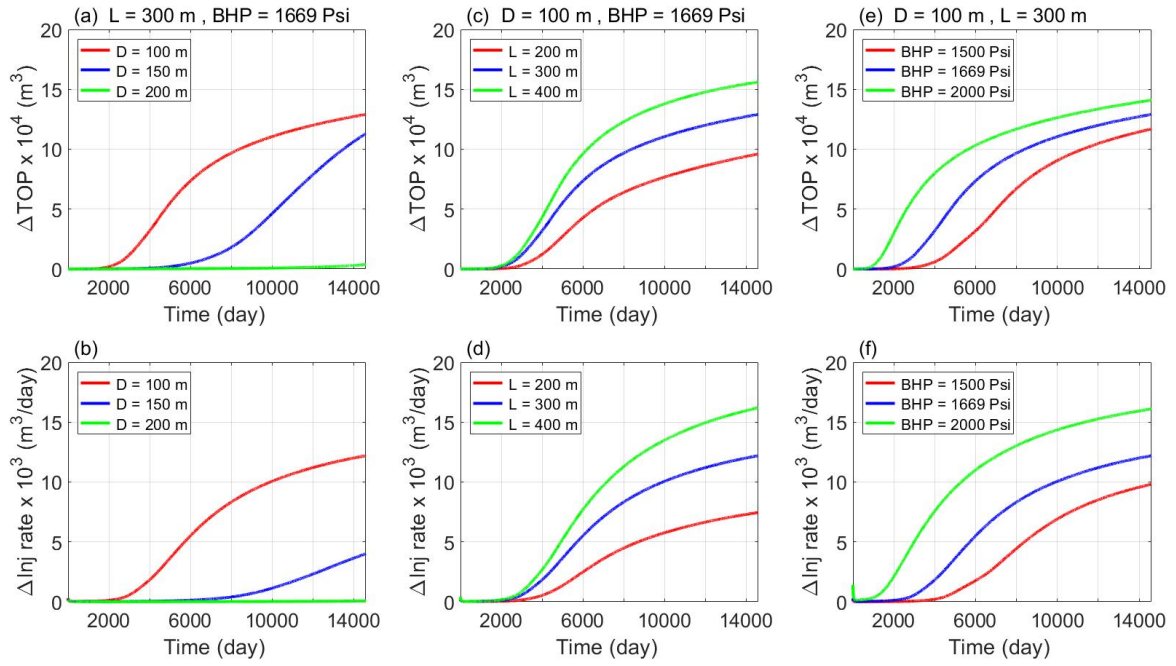 (a) L = 300 m , BHP = 1669 Psi
20
15
10
5
0
ΔTOP x 10⁴ (m³)
D = 100 m
D = 150 m
D = 200 m
2000 6000 10000 14000
Time (day)
(c) D = 100 m , BHP = 1669 Psi
20
15
10
5
0
ΔTOP x 10⁴ (m³)
L = 200 m
L = 300 m
L = 400 m
2000 6000 10000 14000
Time (day)
(e) D = 100 m , L = 300 m
20
15
10
5
0
ΔTOP x 10⁴ (m³)
BHP = 1500 Psi
BHP = 1669 Psi
BHP = 2000 Psi
2000 6000 10000 14000
Time (day)
(b)
20
15
10
5
0
ΔInj rate x 10³ (m³/day)
D = 100 m
D = 150 m
D = 200 m
2000 6000 10000 14000
Time (day)
(d)
20
15
10
5
0
ΔInj rate x 10³ (m³/day)
L = 200 m
L = 300 m
L = 400 m
2000 6000 10000 14000
Time (day)
(f)
20
15
10
5
0
ΔInj rate x 10³ (m³/day)
BHP = 1500 Psi
BHP = 1669 Psi
BHP = 2000 Psi
2000 6000 10000 14000
Time (day)